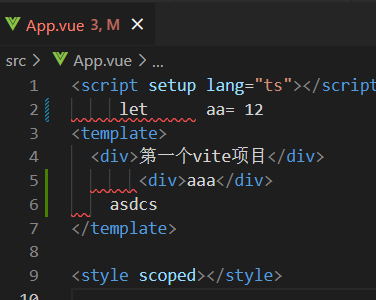 App.vue 3, M
src > App.vue > ...
1 <script setup lang="ts"></script
2 let aa= 12
3 <template>
4 <div>第一个vite项目</div>
5 <div>aaa</div>
6 asdcs
7 </template>
8
9 <style scoped></style>
10